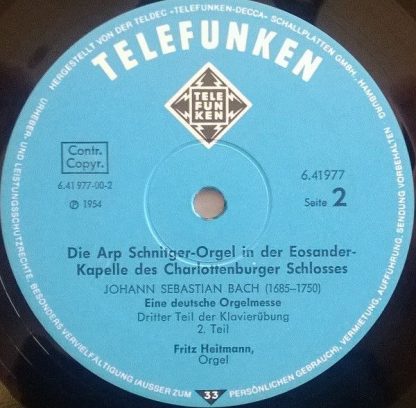 HERGESTELLT VON DER TELDEC »TELEFUNKEN-DECCA« SCHALLPLATTEN GMBH. HAMBURG
TELEFUNKEN
TELE
FUN
KEN
Contr.
Copyr.
6.41977-00-2
Ⓟ 1954
6.41977
Seite 2
Die Arp Schnitger-Orgel in der Eosander-
Kapelle des Charlottenburger Schlosses
JOHANN SEBASTIAN BACH (1685–1750)
Eine deutsche Orgelmesse
Dritter Teil der Klavierübung
2. Teil
Fritz Heitmann,
Orgel
33
URHEBER- UND LEISTUNGSSCHUTZRECHTE, BESONDERS VERVIELFÄLTIGUNG (AUSSER ZUM PERSÖNLICHEN GEBRAUCH), VERMIETUNG, AUFFÜHRUNG, SENDUNG VORBEHALTEN